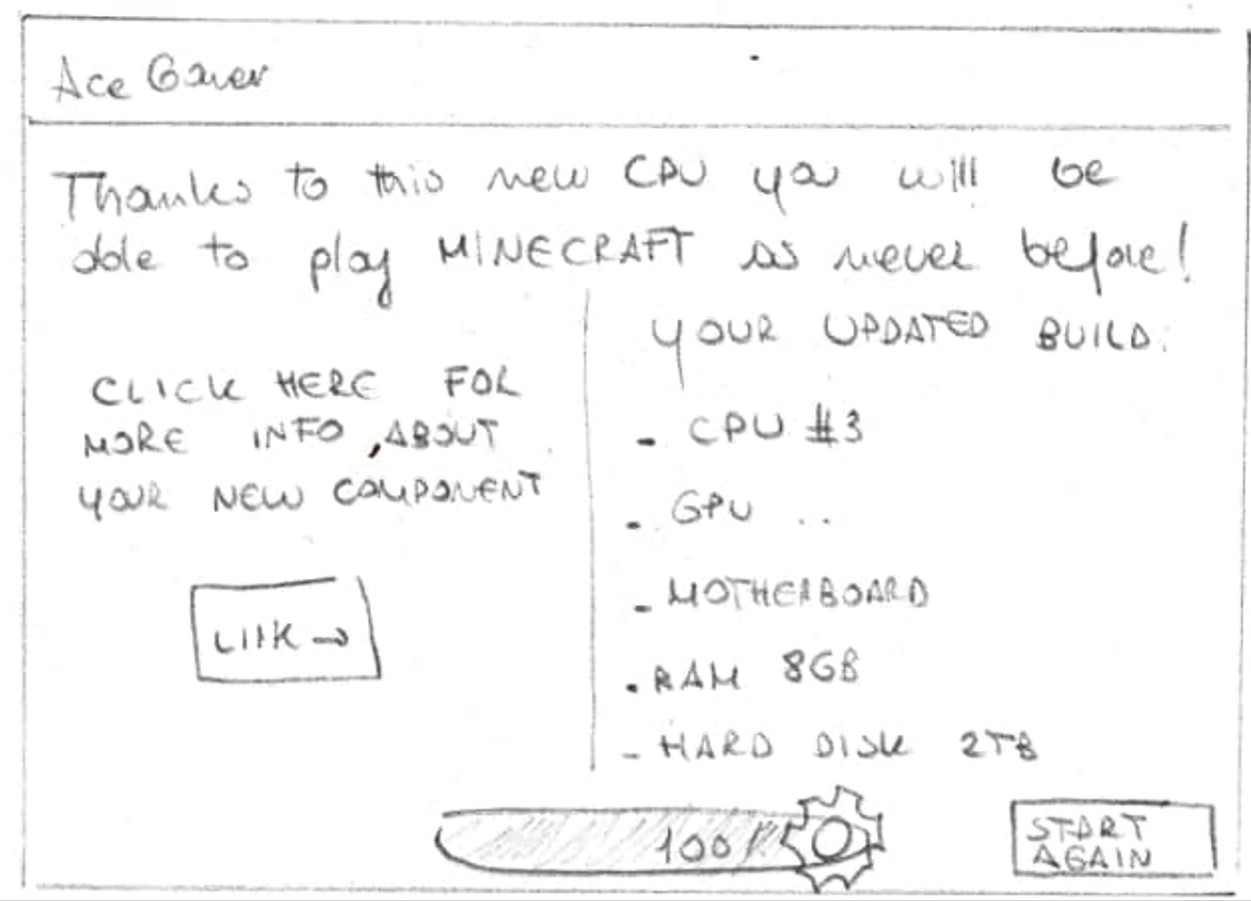 Ace Gamer
Thanks to this new CPU you will be
able to play MINECRAFT as never before!
CLICK HERE FOR
MORE INFO ABOUT
YOUR NEW COMPONENT
LINK →
YOUR UPDATED BUILD:
- CPU #3
- GPU ..
- MOTHERBOARD
- RAM 8GB
- HARD DISK 2TB
100%
START
AGAIN